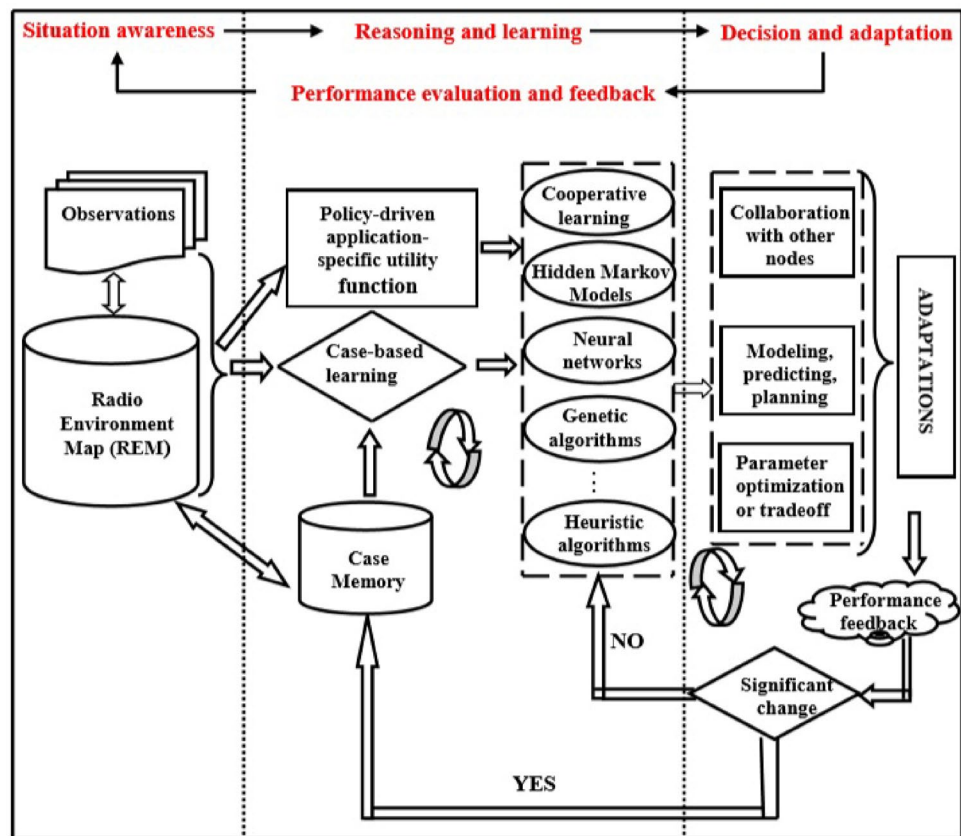 Situation awareness
Reasoning and learning
Decision and adaptation
Performance evaluation and feedback
Observations
Radio
Environment
Map (REM)
Policy-driven
application-
specific utility
function
Case-based
learning
Case
Memory
Cooperative
learning
Hidden Markov
Models
Neural
networks
Genetic
algorithms
Heuristic
algorithms
Collaboration
with other
nodes
Modeling,
predicting,
planning
Parameter
optimization
or tradeoff
ADAPTATIONS
Performance
feedback
Significant
change
NO
YES